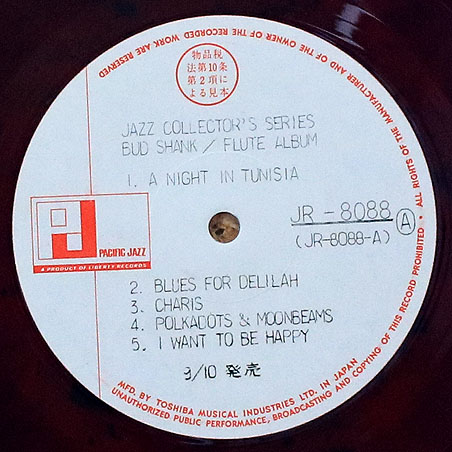 物品税
法第10条
第2項に
よる見本
JAZZ COLLECTOR'S SERIES
BUD SHANK / FLUTE ALBUM
1. A NIGHT IN TUNISIA
JR-8088 A
(JR-8088-A)
PJ
PACIFIC JAZZ
A PRODUCT OF LIBERTY RECORDS
2. BLUES FOR DELILAH
3. CHARIS
4. POLKADOTS & MOONBEAMS
5. I WANT TO BE HAPPY
3/10 発売
MFD. BY TOSHIBA MUSICAL INDUSTRIES LTD. IN JAPAN
ALL RIGHTS OF THE MANUFACTURER AND OF THE OWNER OF THE RECORDED WORK ARE RESERVED
UNAUTHORIZED PUBLIC PERFORMANCE, BROADCASTING AND COPYING OF THIS RECORD PROHIBITED •